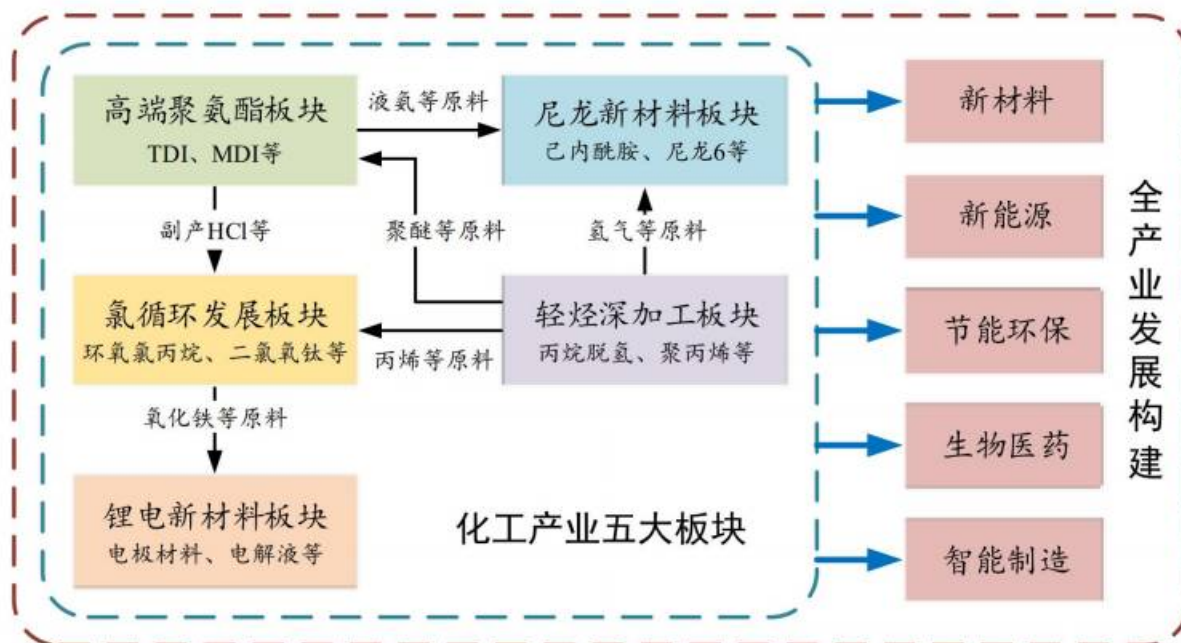 高端聚氨酯板块
TDI、MDI等
液氨等原料
尼龙新材料板块
己内酰胺、尼龙6等
副产HCl等
聚醚等原料
氢气等原料
氯循环发展板块
环氧氯丙烷、二氯氧钛等
丙烯等原料
轻烃深加工板块
丙烷脱氢、聚丙烯等
氧化铁等原料
锂电新材料板块
电极材料、电解液等
化工产业五大板块
新材料
新能源
节能环保
生物医药
智能制造
全产业发展构建